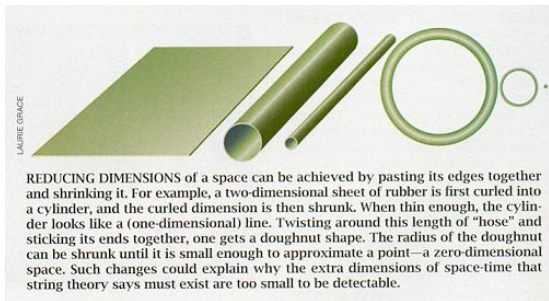 LAURIE GRACE
REDUCING DIMENSIONS of a space can be achieved by pasting its edges together
and shrinking it. For example, a two-dimensional sheet of rubber is first curled into
a cylinder, and the curled dimension is then shrunk. When thin enough, the cylin-
der looks like a (one-dimensional) line. Twisting around this length of “hose” and
sticking its ends together, one gets a doughnut shape. The radius of the doughnut
can be shrunk until it is small enough to approximate a point—a zero-dimensional
space. Such changes could explain why the extra dimensions of space-time that
string theory says must exist are too small to be detectable.